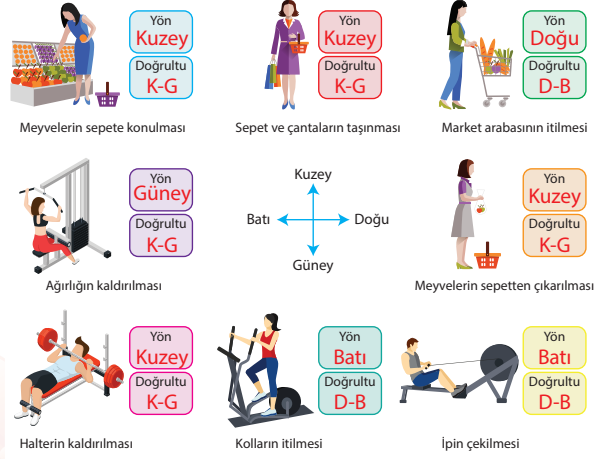 Yön
Kuzey
Doğrultu
K-G
Meyvelerin sepete konulması
Yön
Kuzey
Doğrultu
K-G
Sepet ve çantaların taşınması
Yön
Doğu
Doğrultu
D-B
Market arabasının itilmesi
Yön
Güney
Doğrultu
K-G
Ağırlığın kaldırılması
Kuzey
Batı
Doğu
Güney
Yön
Kuzey
Doğrultu
K-G
Meyvelerin sepetten çıkarılması
Yön
Kuzey
Doğrultu
K-G
Halterin kaldırılması
Yön
Batı
Doğrultu
D-B
Kolların itilmesi
Yön
Batı
Doğrultu
D-B
İpin çekilmesi